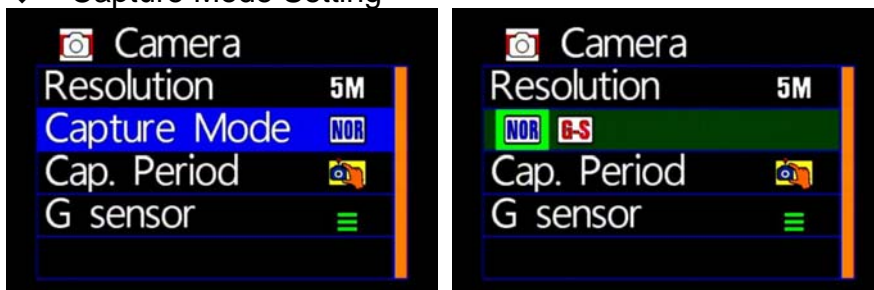 Capture Mode Setting
Camera
Resolution 5M
Capture Mode NOR
Cap. Period
G sensor
Camera
Resolution 5M
NOR G-S
Cap. Period
G sensor